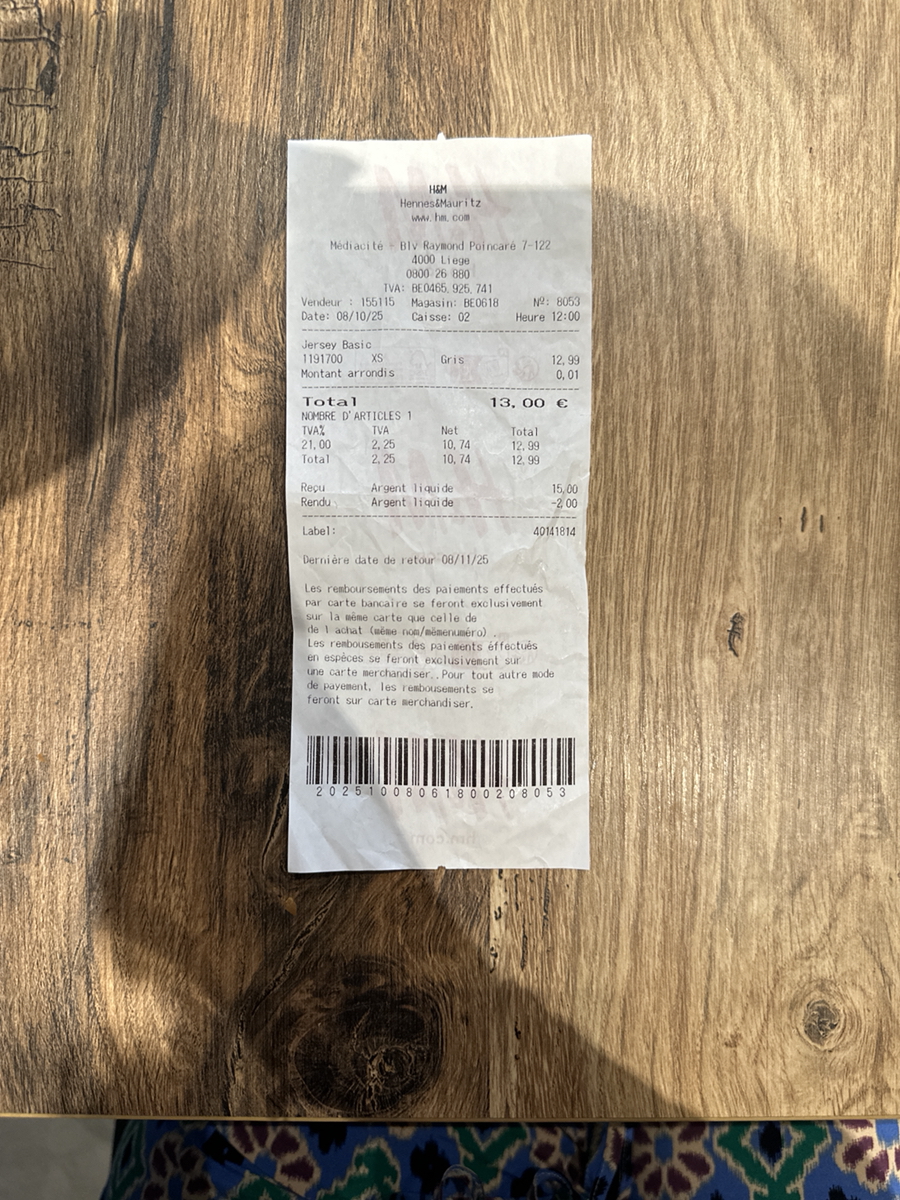 H&M
Hennes&Mauritz
www.hm.com
Médiacité - Blv Raymond Poincaré 7-122
4000 Liege
0800 26 880
TVA: BE0465.925.741
Vendeur : 155115 Magasin: BE0618 Nº: 8053
Date: 08/10/25 Caisse: 02 Heure 12:00
Jersey Basic
1191700 XS Gris 12,99
Montant arrondis 0,01
Total 13,00 €
NOMBRE D'ARTICLES 1
TVA% TVA Net Total
21,00 2,25 10,74 12,99
Total 2,25 10,74 12,99
Reçu Argent liquide 15,00
Rendu Argent liquide -2,00
Label: 40141814
Dernière date de retour 08/11/25
Les remboursements des paiements effectués
par carte bancaire se feront exclusivement
sur la même carte que celle de
de l achat (même nom/mêmenuméro) .
Les rembousements des paiements éffectués
en espèces se feront exclusivement sur
une carte merchandiser..Pour tout autre mode
de payement, les rembousements se
feront sur carte merchandiser.
20251008061800208053
hm.com